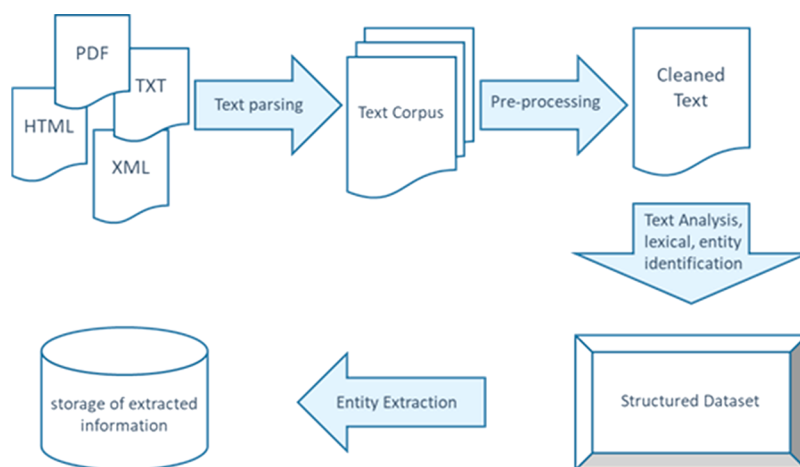 PDF
TXT
HTML
XML
Text parsing
Text Corpus
Pre-processing
Cleaned
Text
Text Analysis,
lexical, entity
identification
storage of extracted
information
Entity Extraction
Structured Dataset